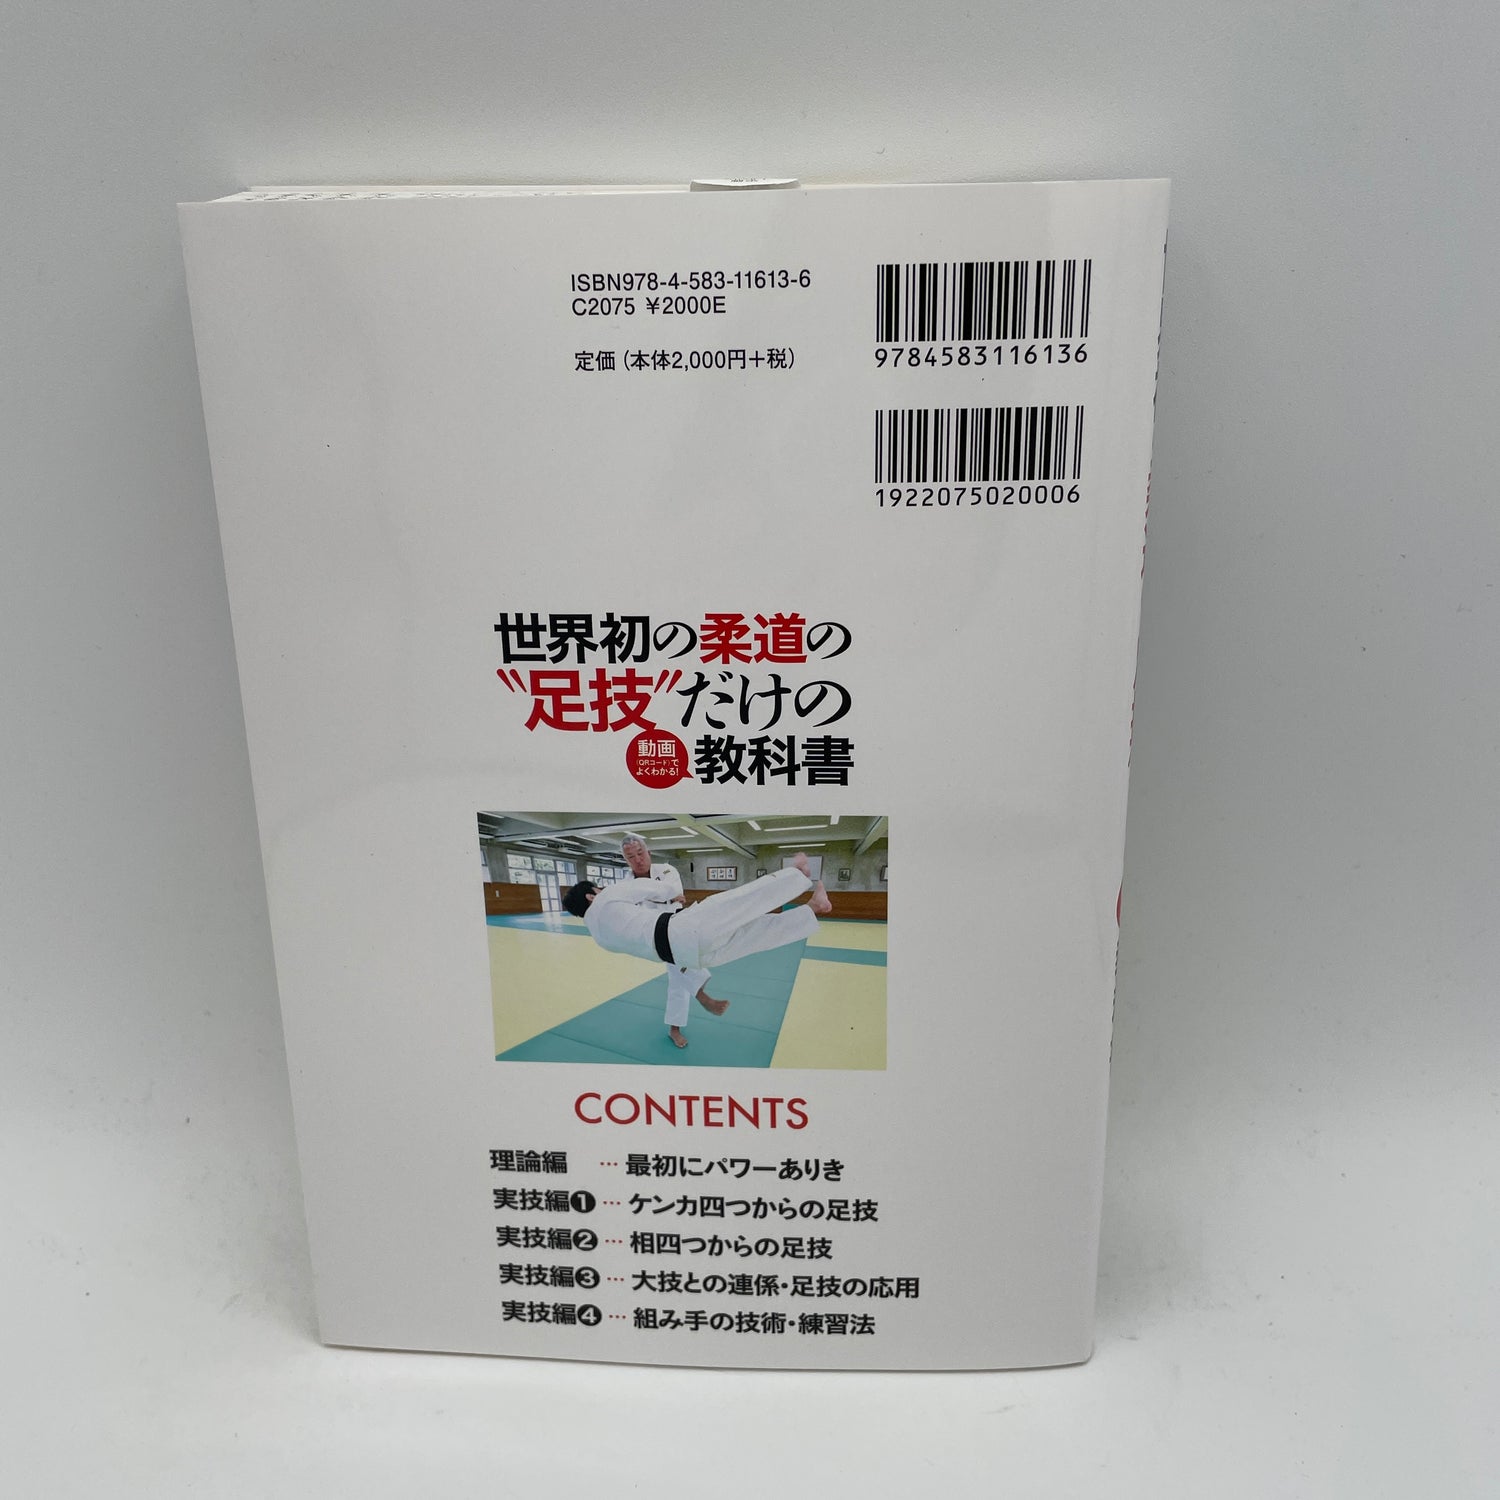 ISBN978-4-583-11613-6
C2075 ¥2000E
定価（本体2,000円＋税）
9784583116136
1922075020006
世界初の柔道の
〝足技〟だけの
教科書
動画
（QRコード）で
よくわかる！
CONTENTS
理論編 … 最初にパワーありき
実技編❶ … ケンカ四つからの足技
実技編❷ … 相四つからの足技
実技編❸ … 大技との連係・足技の応用
実技編❹ … 組み手の技術・練習法